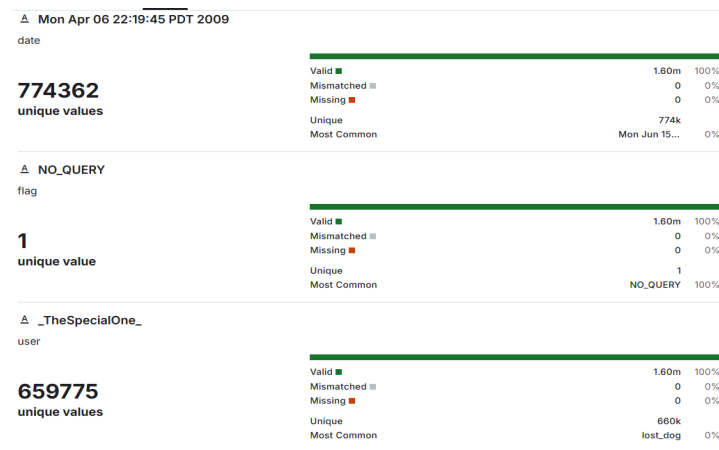 A Mon Apr 06 22:19:45 PDT 2009
date
774362
unique values
Valid 1.60m 100%
Mismatched 0 0%
Missing 0 0%
Unique 774k
Most Common Mon Jun 15... 0%
A NO_QUERY
flag
1
unique value
Valid 1.60m 100%
Mismatched 0 0%
Missing 0 0%
Unique 1
Most Common NO_QUERY 100%
A _TheSpecialOne_
user
659775
unique values
Valid 1.60m 100%
Mismatched 0 0%
Missing 0 0%
Unique 660k
Most Common lost_dog 0%